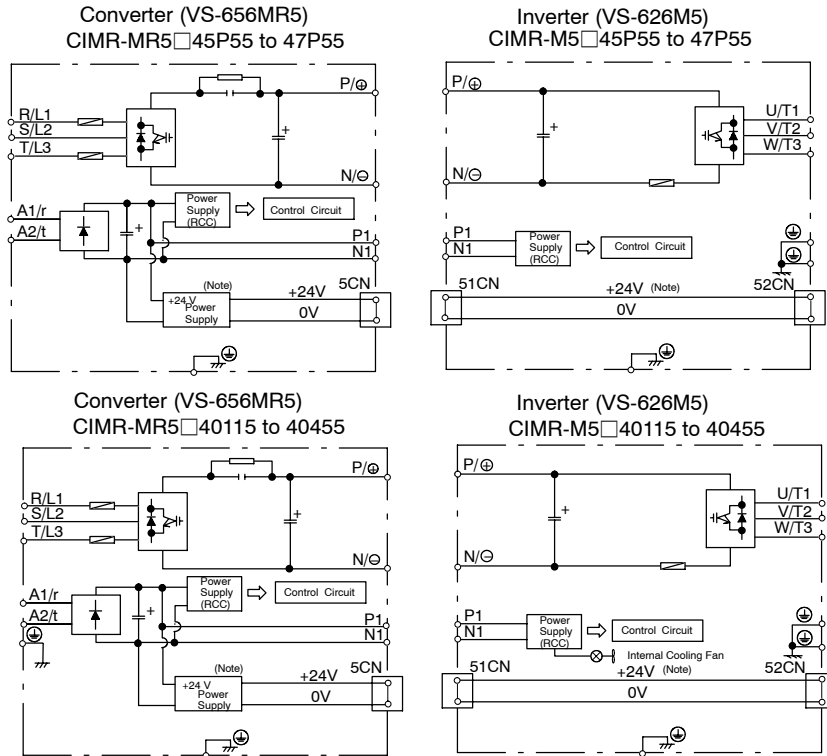 Converter (VS-656MR5)
CIMR-MR5□45P55 to 47P55
P/⊕
R/L1
S/L2
T/L3
N/⊖
A1/r
A2/t
Power
Supply
(RCC)
Control Circuit
P1
N1
(Note)
+24 V
Power
Supply
+24V
0V
5CN
Inverter (VS-626M5)
CIMR-M5□45P55 to 47P55
P/⊕
U/T1
V/T2
W/T3
N/⊖
P1
N1
Power
Supply
(RCC)
Control Circuit
51CN
+24V (Note)
52CN
0V
Converter (VS-656MR5)
CIMR-MR5□40115 to 40455
P/⊕
R/L1
S/L2
T/L3
N/⊖
A1/r
A2/t
Power
Supply
(RCC)
Control Circuit
P1
N1
(Note)
+24 V
Power
Supply
+24V
0V
5CN
Inverter (VS-626M5)
CIMR-M5□40115 to 40455
P/⊕
U/T1
V/T2
W/T3
N/⊖
P1
N1
Power
Supply
(RCC)
Control Circuit
Internal Cooling Fan
51CN
+24V (Note)
52CN
0V